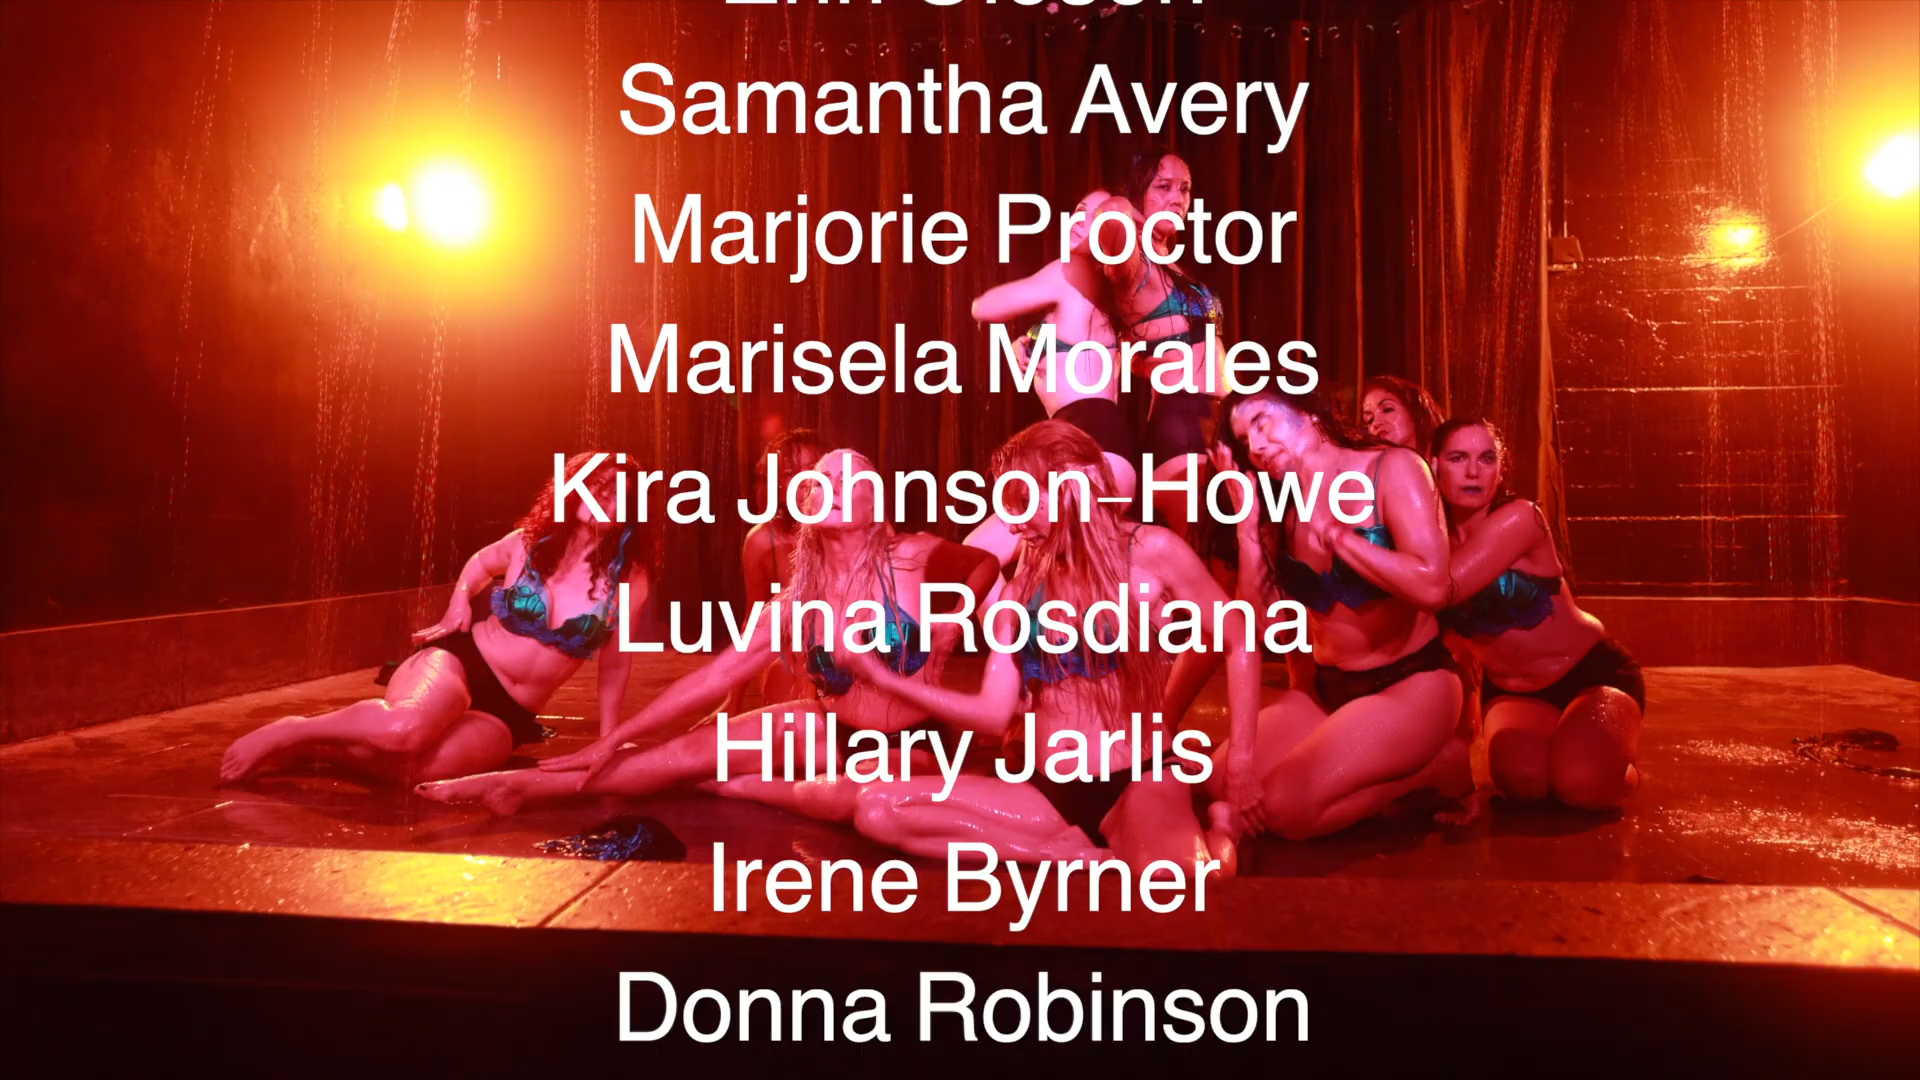 Samantha Avery
Marjorie Proctor
Marisela Morales
Kira Johnson-Howe
Luvina Rosdiana
Hillary Jarlis
Irene Byrner
Donna Robinson